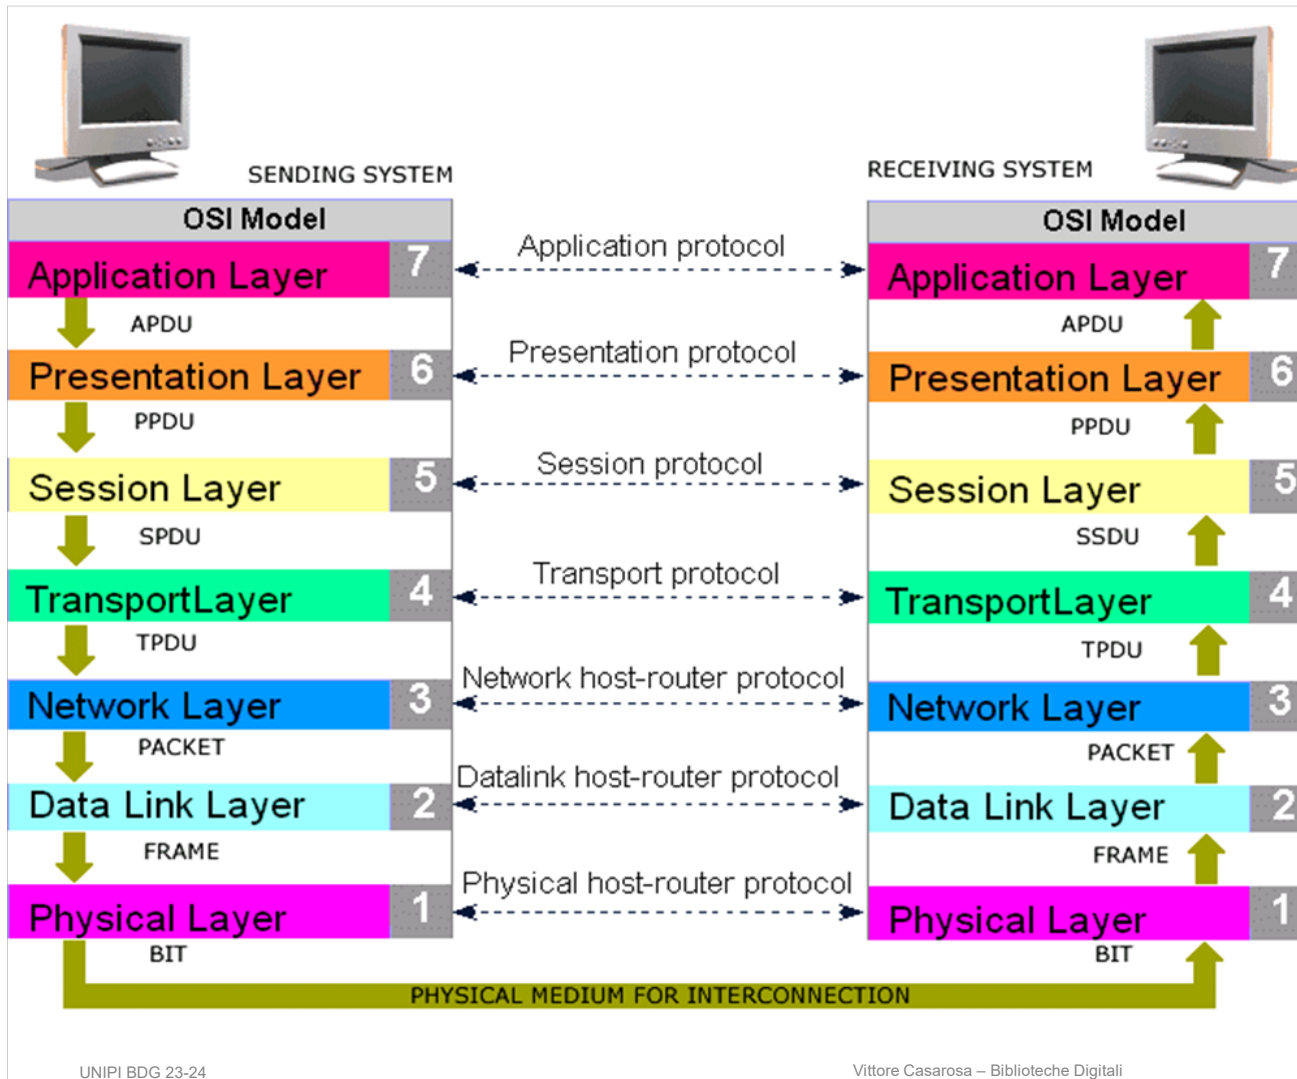 SENDING SYSTEM
RECEIVING SYSTEM
OSI Model
OSI Model
Application Layer 7
Application protocol
Application Layer 7
APDU
APDU
Presentation Layer 6
Presentation protocol
Presentation Layer 6
PPDU
PPDU
Session Layer 5
Session protocol
Session Layer 5
SPDU
SSDU
TransportLayer 4
Transport protocol
TransportLayer 4
TPDU
TPDU
Network Layer 3
Network host-router protocol
Network Layer 3
PACKET
PACKET
Data Link Layer 2
Datalink host-router protocol
Data Link Layer 2
FRAME
FRAME
Physical Layer 1
Physical host-router protocol
Physical Layer 1
BIT
BIT
PHYSICAL MEDIUM FOR INTERCONNECTION
UNIPI BDG 23-24
Vittore Casarosa – Biblioteche Digitali